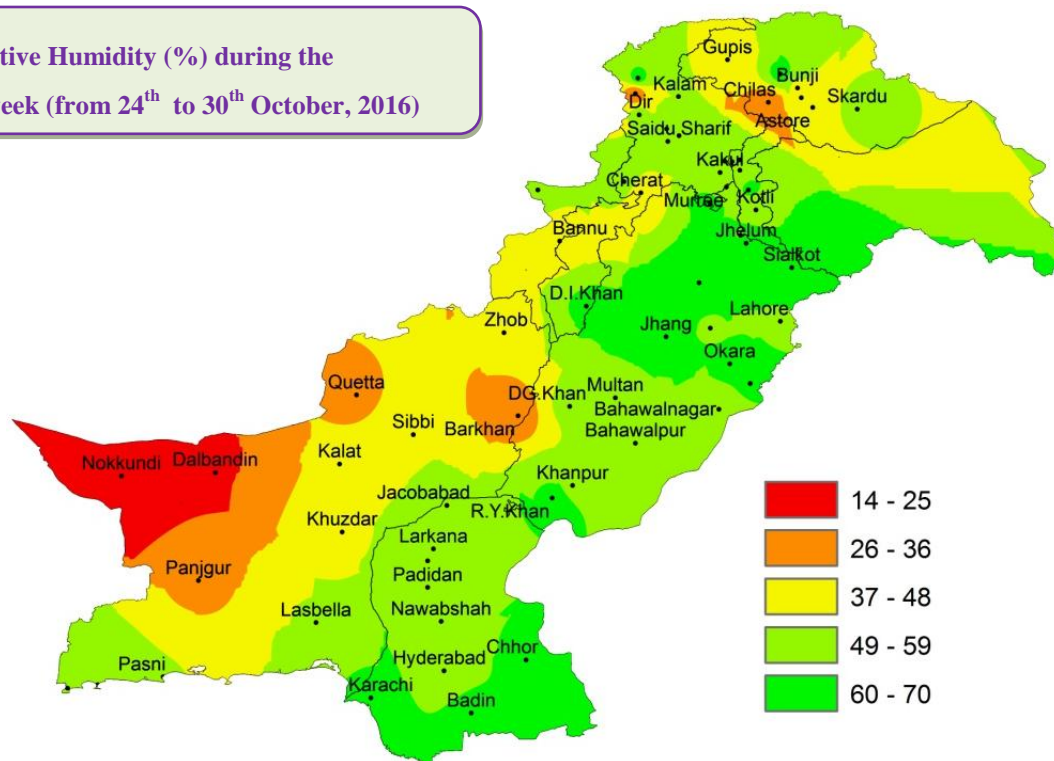 tive Humidity (%) during the
eek (from 24th to 30th October, 2016)
Gupis
Bunji
Kalam
Chilas
Skardu
Dir
Astore
Saidu Sharif
Kakul
Cherat
Murree
Kotli
Bannu
Jhelum
Sialkot
D.I.Khan
Zhob
Lahore
Jhang
Okara
Quetta
DG.Khan
Multan
Bahawalnagar
Sibbi
Barkhan
Bahawalpur
Nokkundi
Dalbandin
Kalat
Khanpur
Jacobabad
R.Y.Khan
Khuzdar
Larkana
Panjgur
Padidan
Lasbella
Nawabshah
Pasni
Hyderabad
Chhor
Karachi
Badin
14 - 25
26 - 36
37 - 48
49 - 59
60 - 70